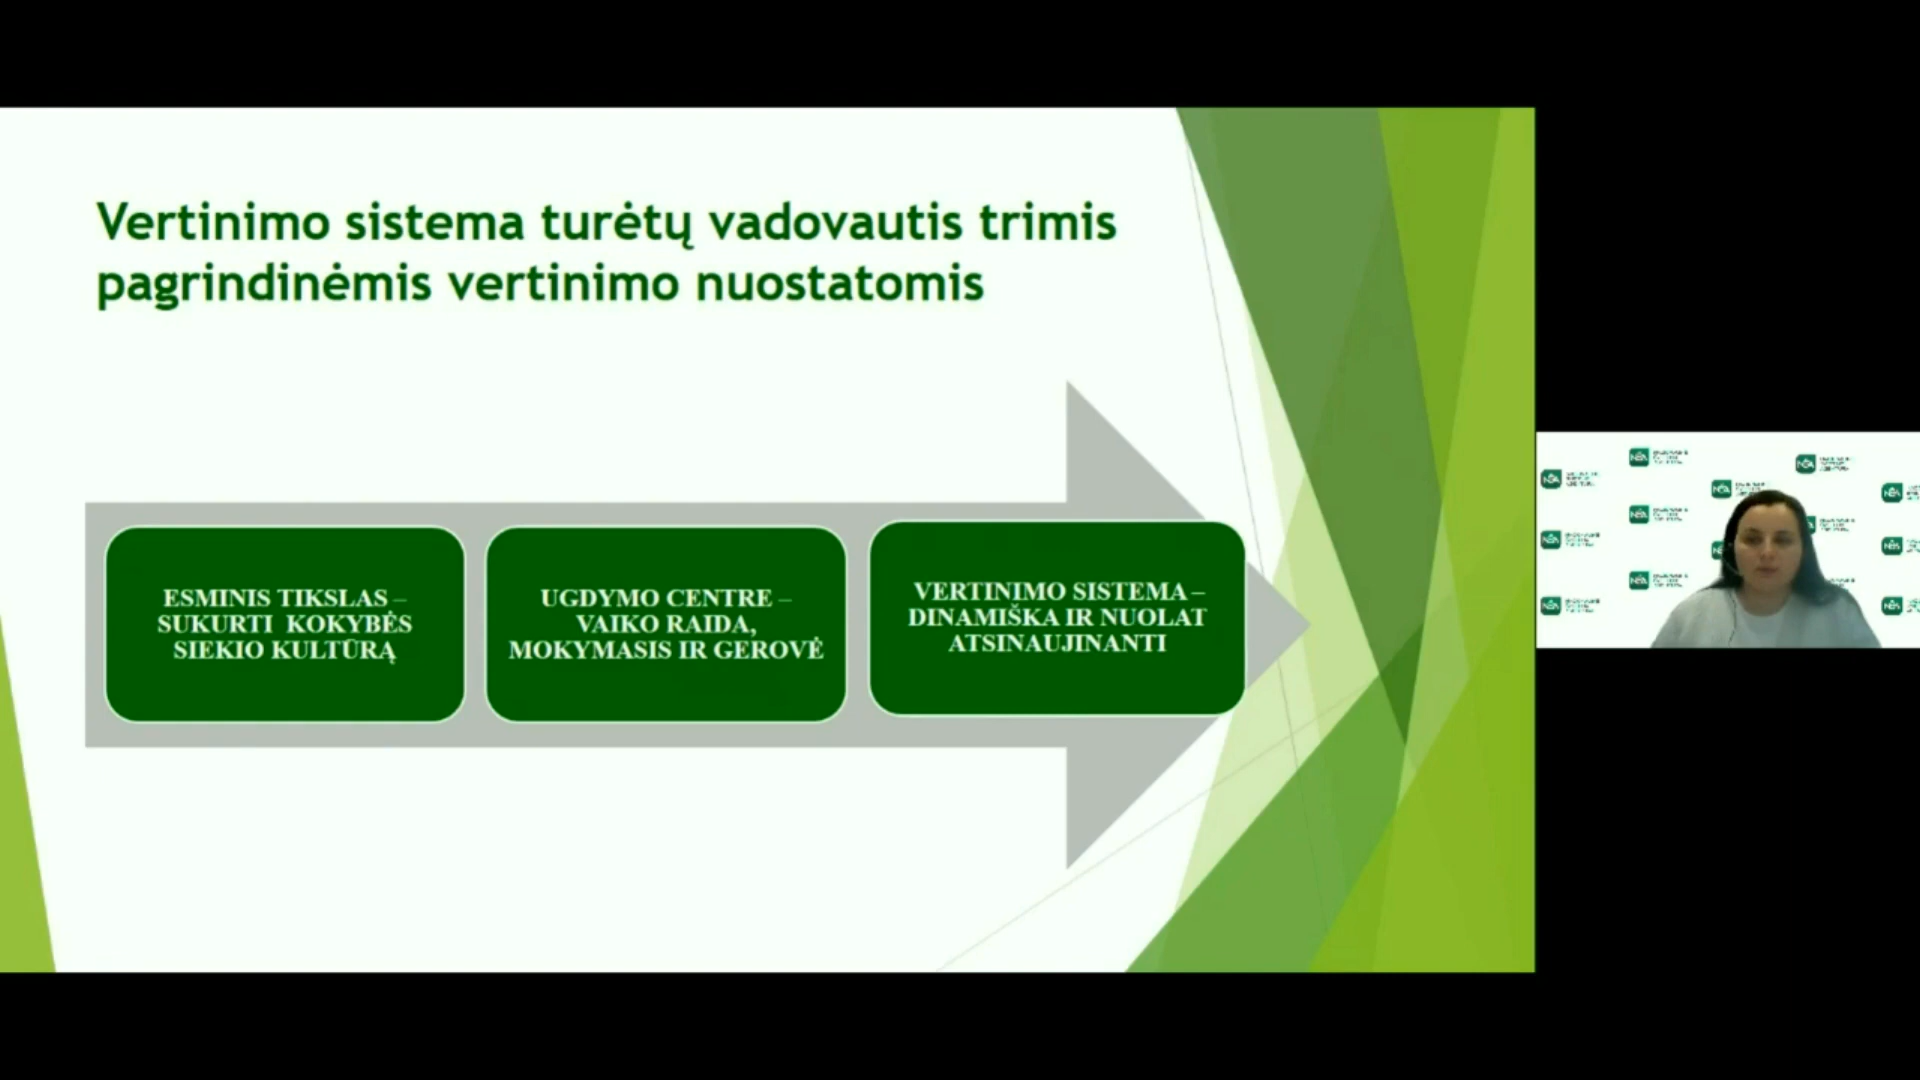 Vertinimo sistema turėtų vadovautis trimis
pagrindinėmis vertinimo nuostatomis
ESMINIS TIKSLAS –
SUKURTI KOKYBĖS
SIEKIO KULTŪRĄ
UGDYMO CENTRE –
VAIKO RAIDA,
MOKYMASIS IR GEROVĖ
VERTINIMO SISTEMA –
DINAMIŠKA IR NUOLAT
ATSINAUJINANTI